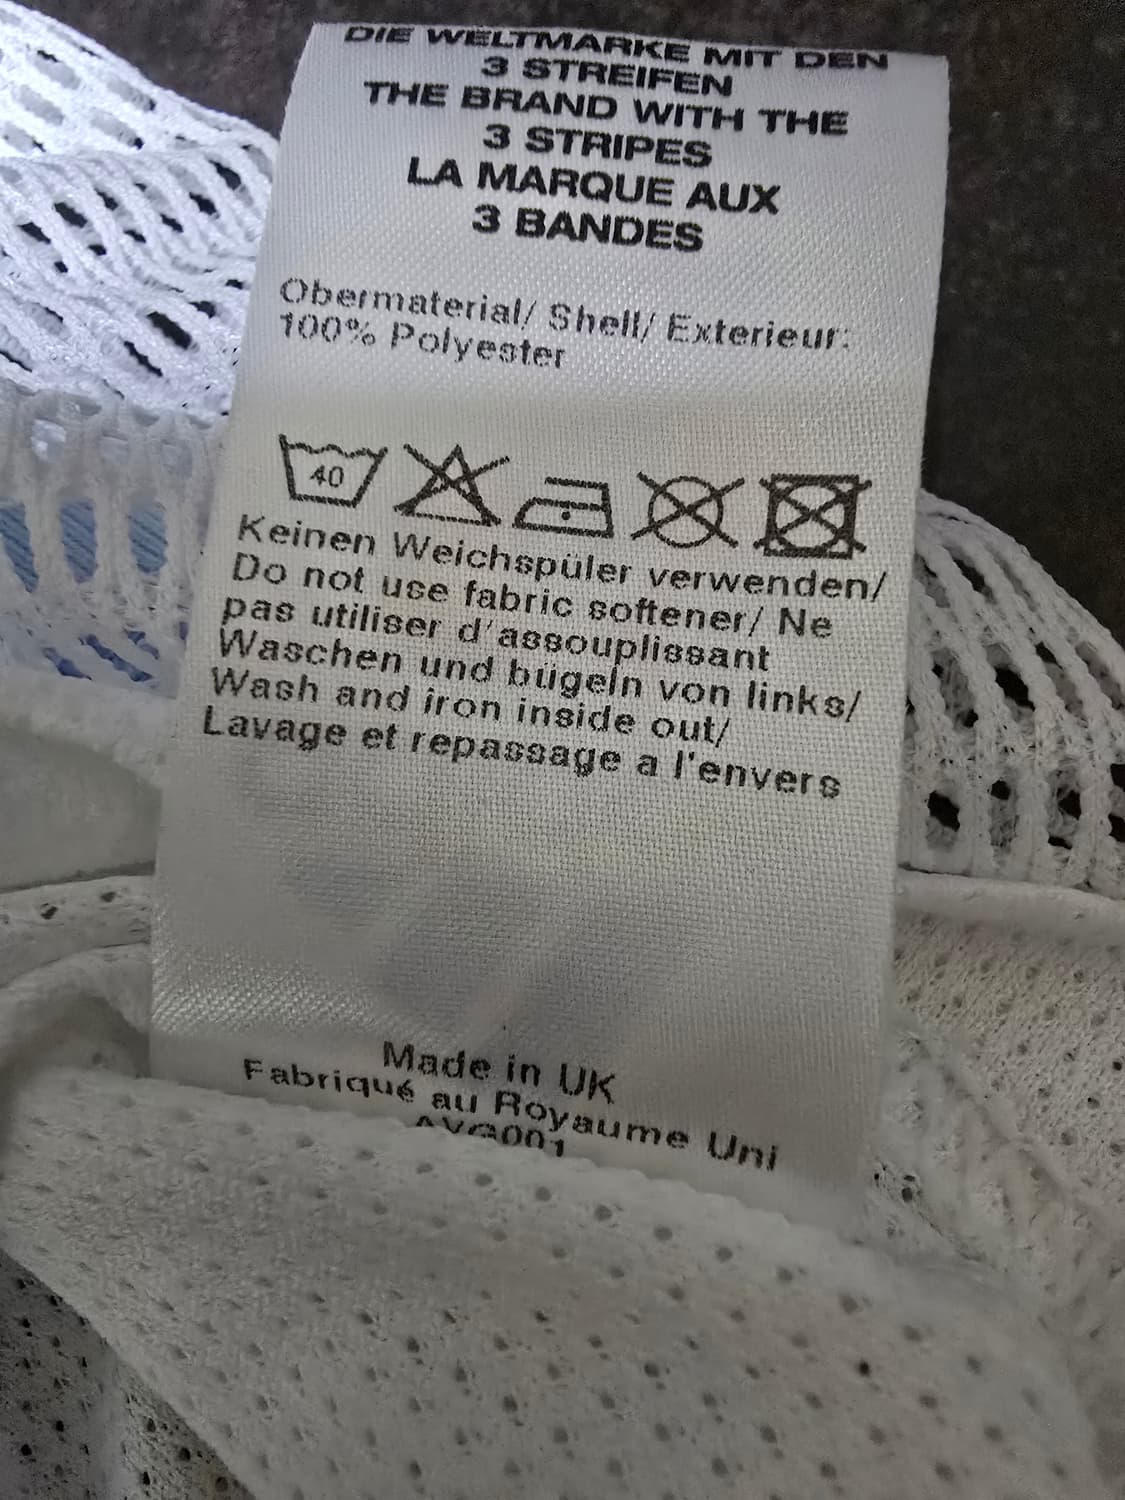 DIE WELTMARKE MIT DEN
3 STREIFEN
THE BRAND WITH THE
3 STRIPES
LA MARQUE AUX
3 BANDES
Obermaterial/ Shell/ Exterieur:
100% Polyester
40
Keinen Weichspüler verwenden/
Do not use fabric softener/ Ne
pas utiliser d'assouplissant
Waschen und bügeln von links/
Wash and iron inside out/
Lavage et repassage a l'envers
Made in UK
Fabriqué au Royaume Uni